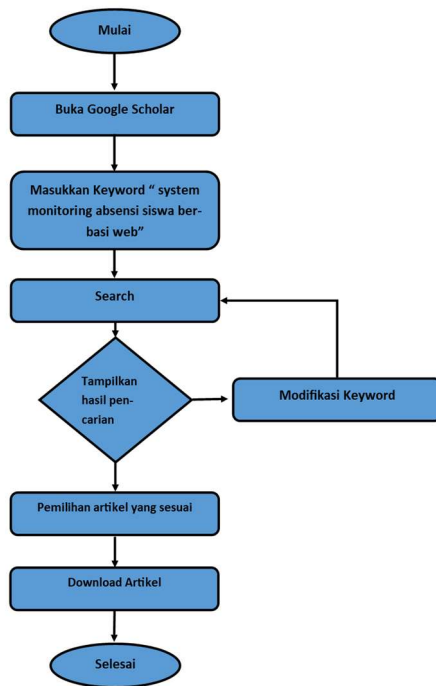 Mulai
Buka Google Scholar
Masukkan Keyword “ system
monitoring absensi siswa ber-
basi web”
Search
Tampilkan
hasil pen-
carian
Modifikasi Keyword
Pemilihan artikel yang sesuai
Download Artikel
Selesai